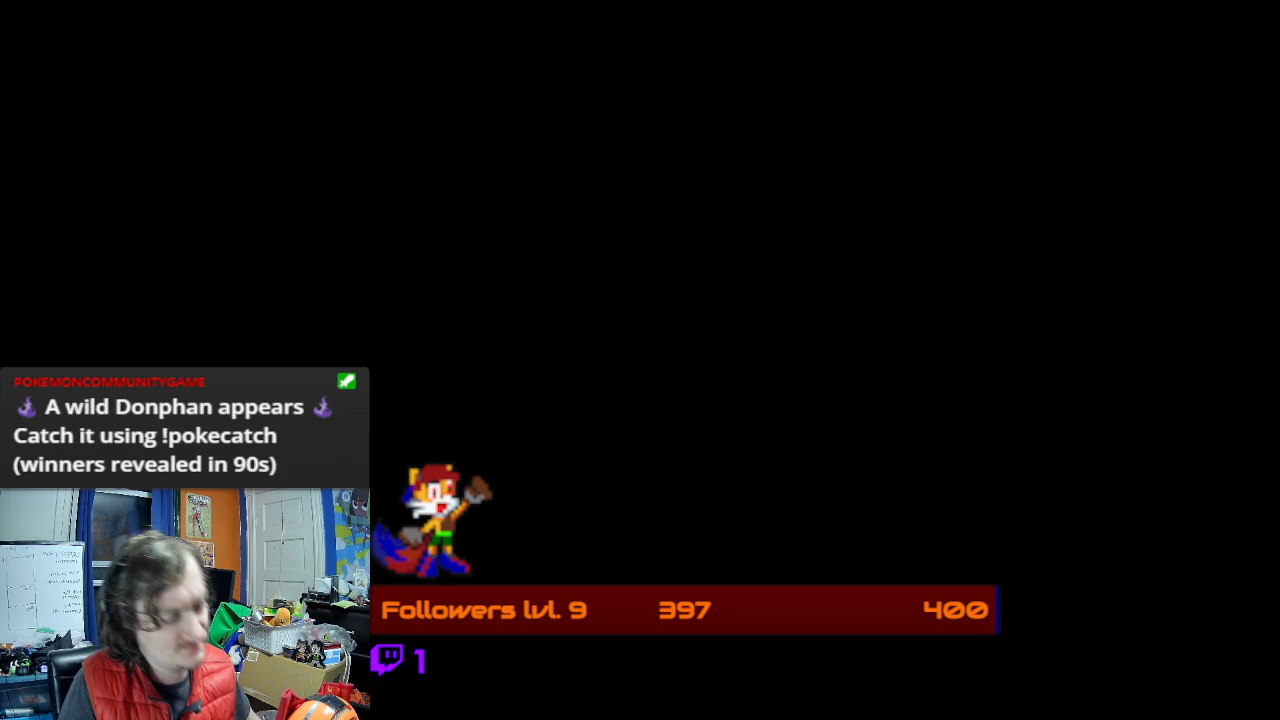 POKEMONCOMMUNITYGAME
A wild Donphan appears
Catch it using !pokecatch
(winners revealed in 90s)
Followers lvl. 9 397 400
1